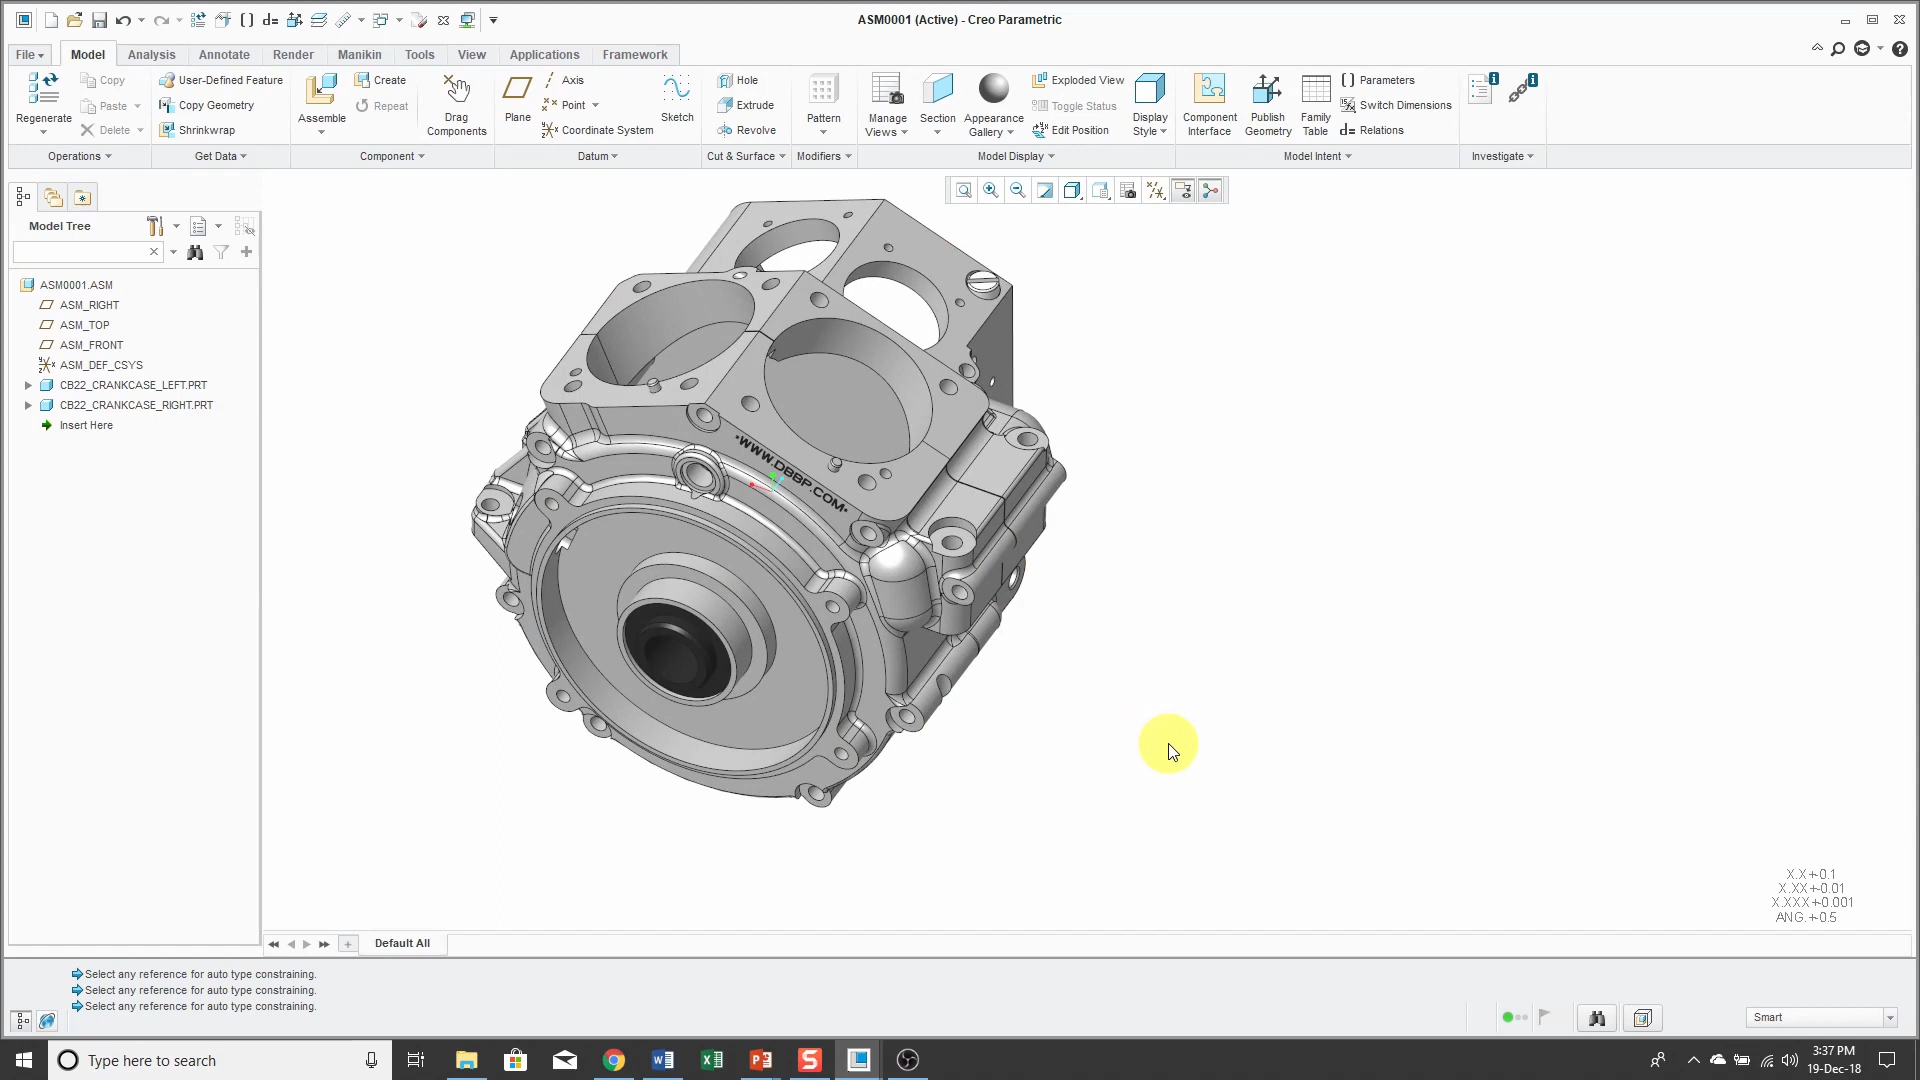 ASM0001 (Active) - Creo Parametric
File
Model
Analysis
Annotate
Render
Manikin
Tools
View
Applications
Framework
Regenerate
Copy
Paste
Delete
Operations
User-Defined Feature
Copy Geometry
Shrinkwrap
Get Data
Assemble
Create
Repeat
Drag
Components
Component
Plane
Axis
Point
Coordinate System
Sketch
Datum
Hole
Extrude
Revolve
Cut & Surface
Pattern
Modifiers
Manage
Views
Section
Appearance
Gallery
Exploded View
Toggle Status
Edit Position
Display
Style
Model Display
Component
Interface
Publish
Geometry
Family
Table
Parameters
Switch Dimensions
Relations
Model Intent
Investigate
Model Tree
ASM0001.ASM
ASM_RIGHT
ASM_TOP
ASM_FRONT
ASM_DEF_CSYS
CB22_CRANKCASE_LEFT.PRT
CB22_CRANKCASE_RIGHT.PRT
Insert Here
*WWW.DBBP.COM*
X.X+-0.1
X.XX+-0.01
X.XXX+-0.001
ANG.+-0.5
Default All
Select any reference for auto type constraining.
Select any reference for auto type constraining.
Select any reference for auto type constraining.
Smart
Type here to search
3:37 PM
19-Dec-18